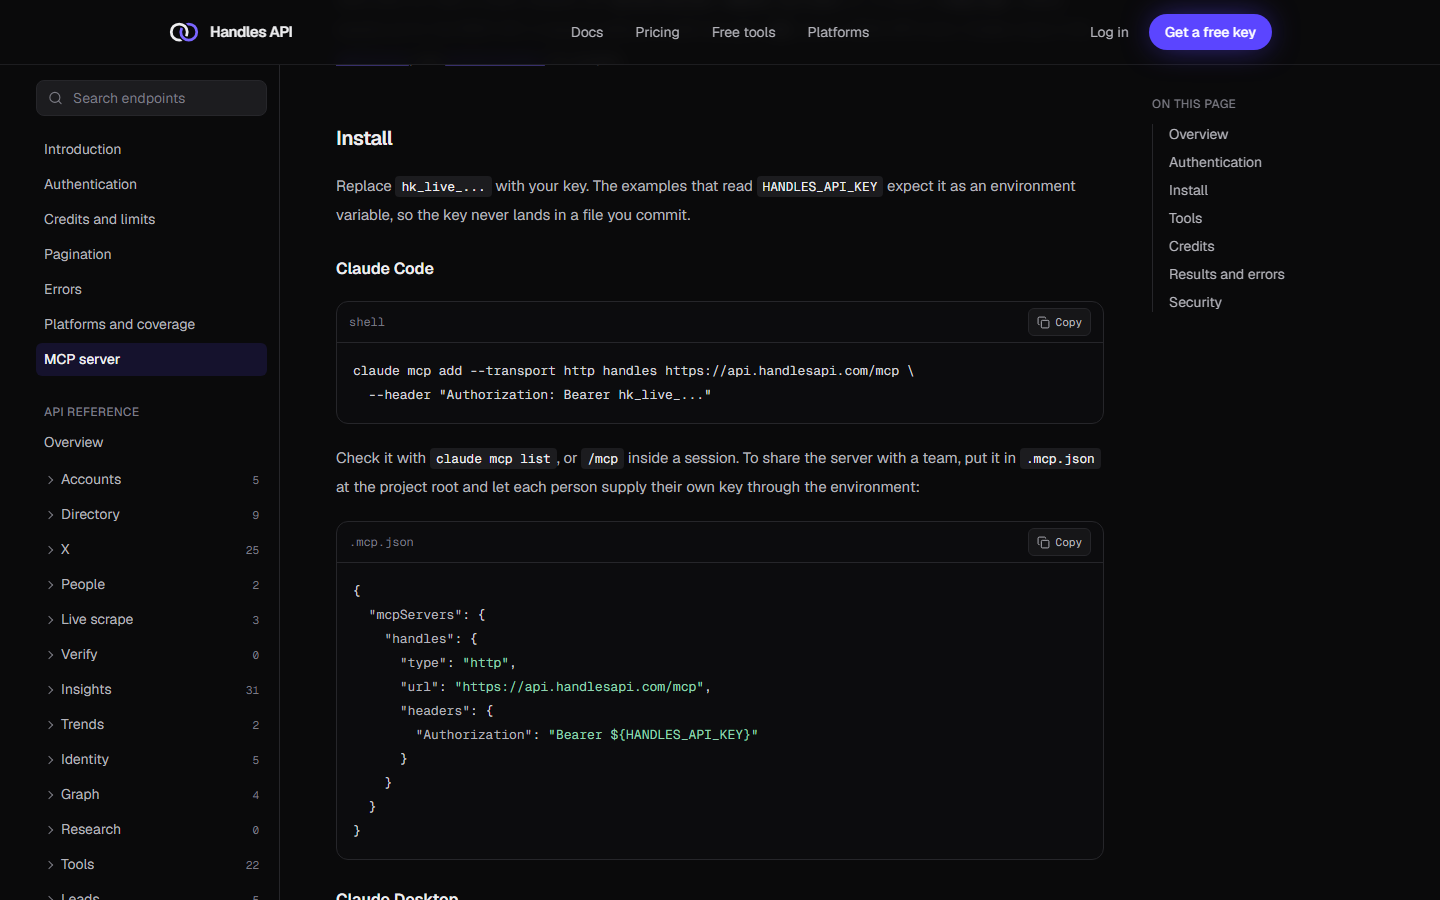 Handles API
Docs
Pricing
Free tools
Platforms
Log in
Get a free key
Search endpoints
Introduction
Authentication
Credits and limits
Pagination
Errors
Platforms and coverage
MCP server
API REFERENCE
Overview
Accounts 5
Directory 9
X 25
People 2
Live scrape 3
Verify 0
Insights 31
Trends 2
Identity 5
Graph 4
Research 0
Tools 22
Leads 5
Install
Replace hk_live_... with your key. The examples that read HANDLES_API_KEY expect it as an environment
variable, so the key never lands in a file you commit.
Claude Code
shell
Copy
claude mcp add --transport http handles https://api.handlesapi.com/mcp \
--header "Authorization: Bearer hk_live_..."
Check it with claude mcp list, or /mcp inside a session. To share the server with a team, put it in .mcp.json
at the project root and let each person supply their own key through the environment:
.mcp.json
Copy
{
"mcpServers": {
"handles": {
"type": "http",
"url": "https://api.handlesapi.com/mcp",
"headers": {
"Authorization": "Bearer ${HANDLES_API_KEY}"
}
}
}
}
Claude Desktop
ON THIS PAGE
Overview
Authentication
Install
Tools
Credits
Results and errors
Security